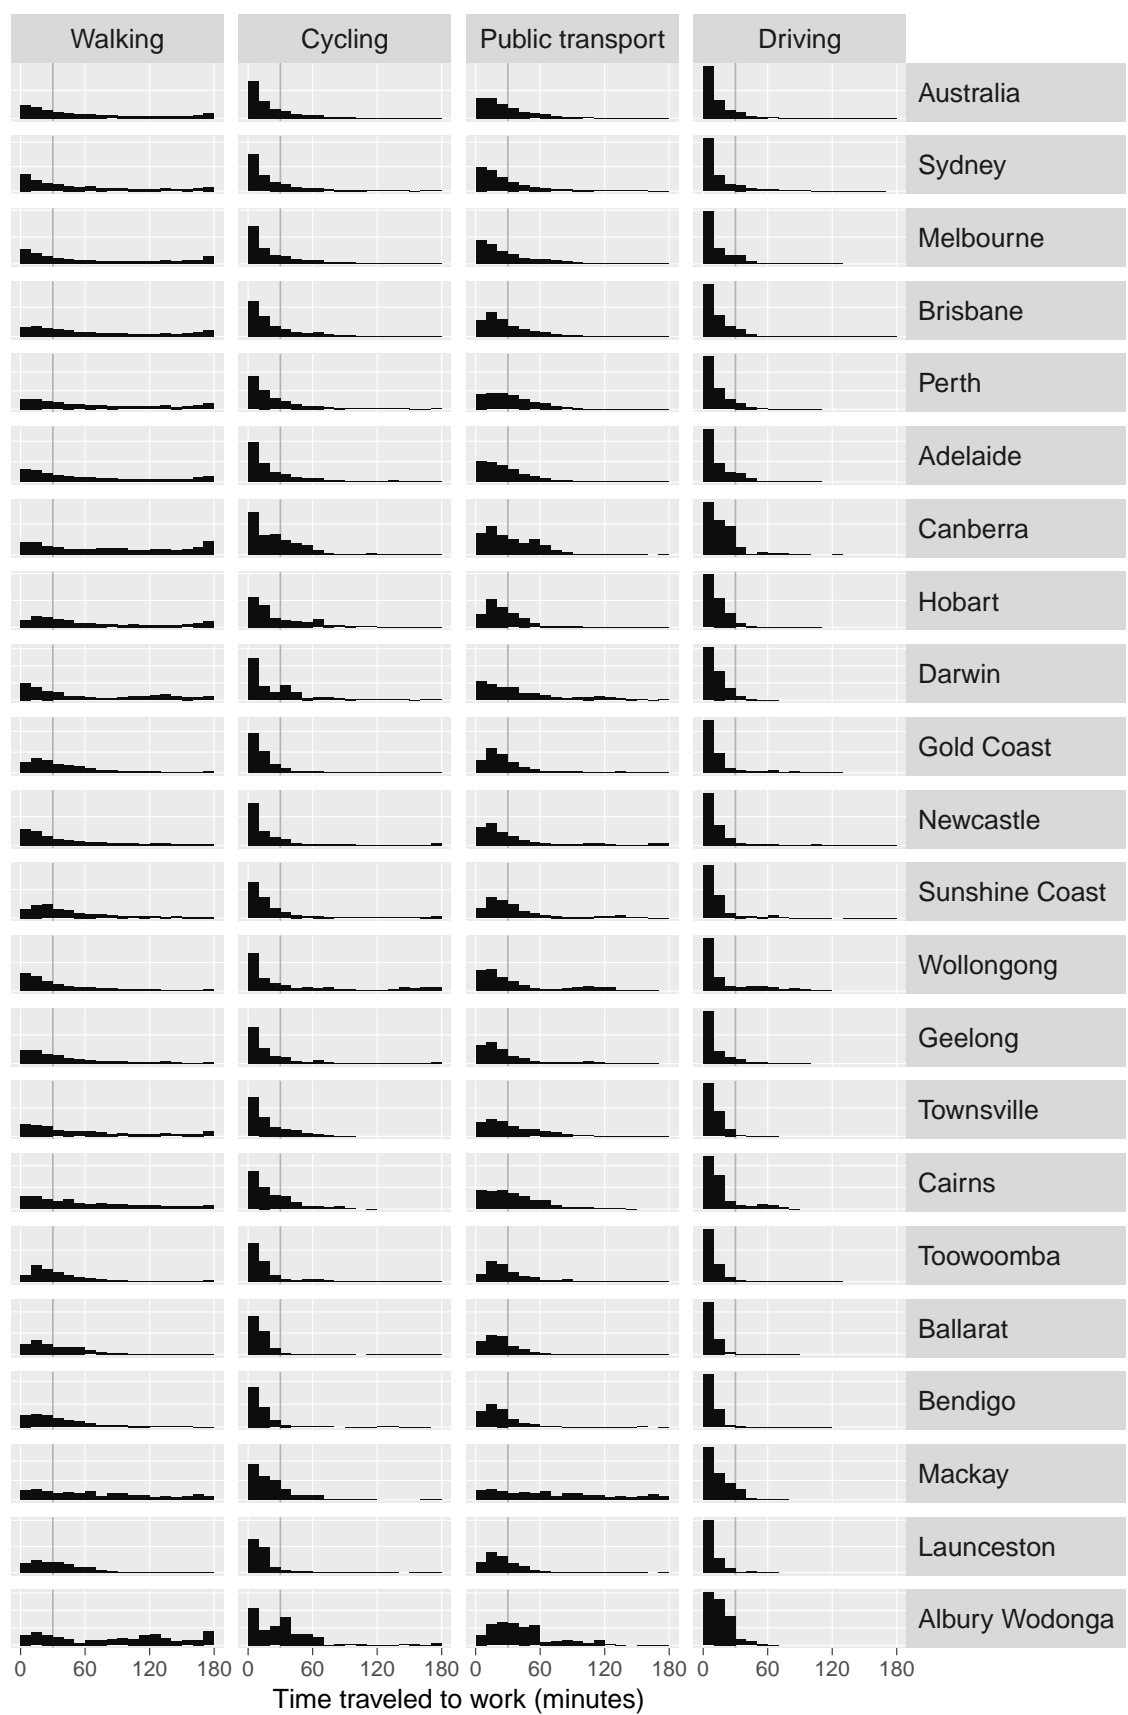 Walking Cycling Public transport Driving
Australia
Sydney
Melbourne
Brisbane
Perth
Adelaide
Canberra
Hobart
Darwin
Gold Coast
Newcastle
Sunshine Coast
Wollongong
Geelong
Townsville
Cairns
Toowoomba
Ballarat
Bendigo
Mackay
Launceston
Albury Wodonga
0 60 120 180 0 60 120 180 0 60 120 180 0 60 120 180
Time traveled to work (minutes)